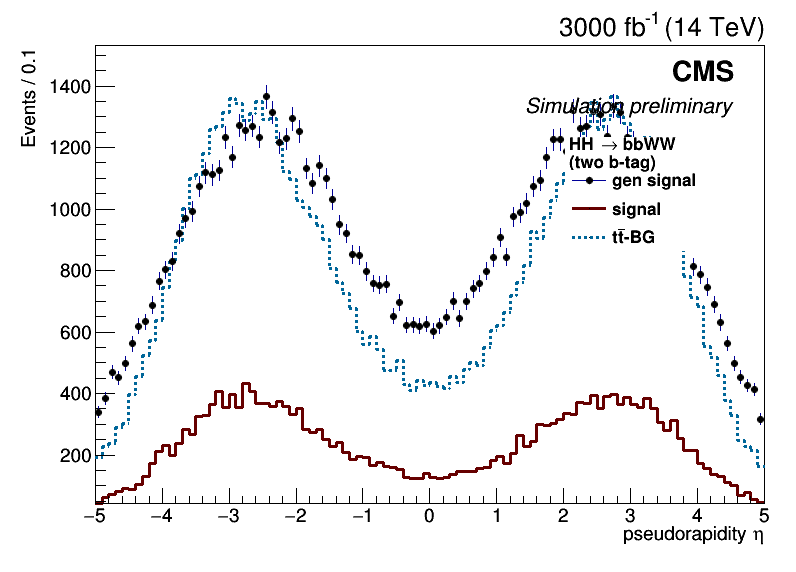 3000 fb⁻¹ (14 TeV)
CMS
Simulation preliminary
Events / 0.1
HH → bbWW
(two b-tag)
gen signal
signal
tt̄-BG
1400
1200
1000
800
600
400
200
−5 −4 −3 −2 −1 0 1 2 3 4 5
pseudorapidity η